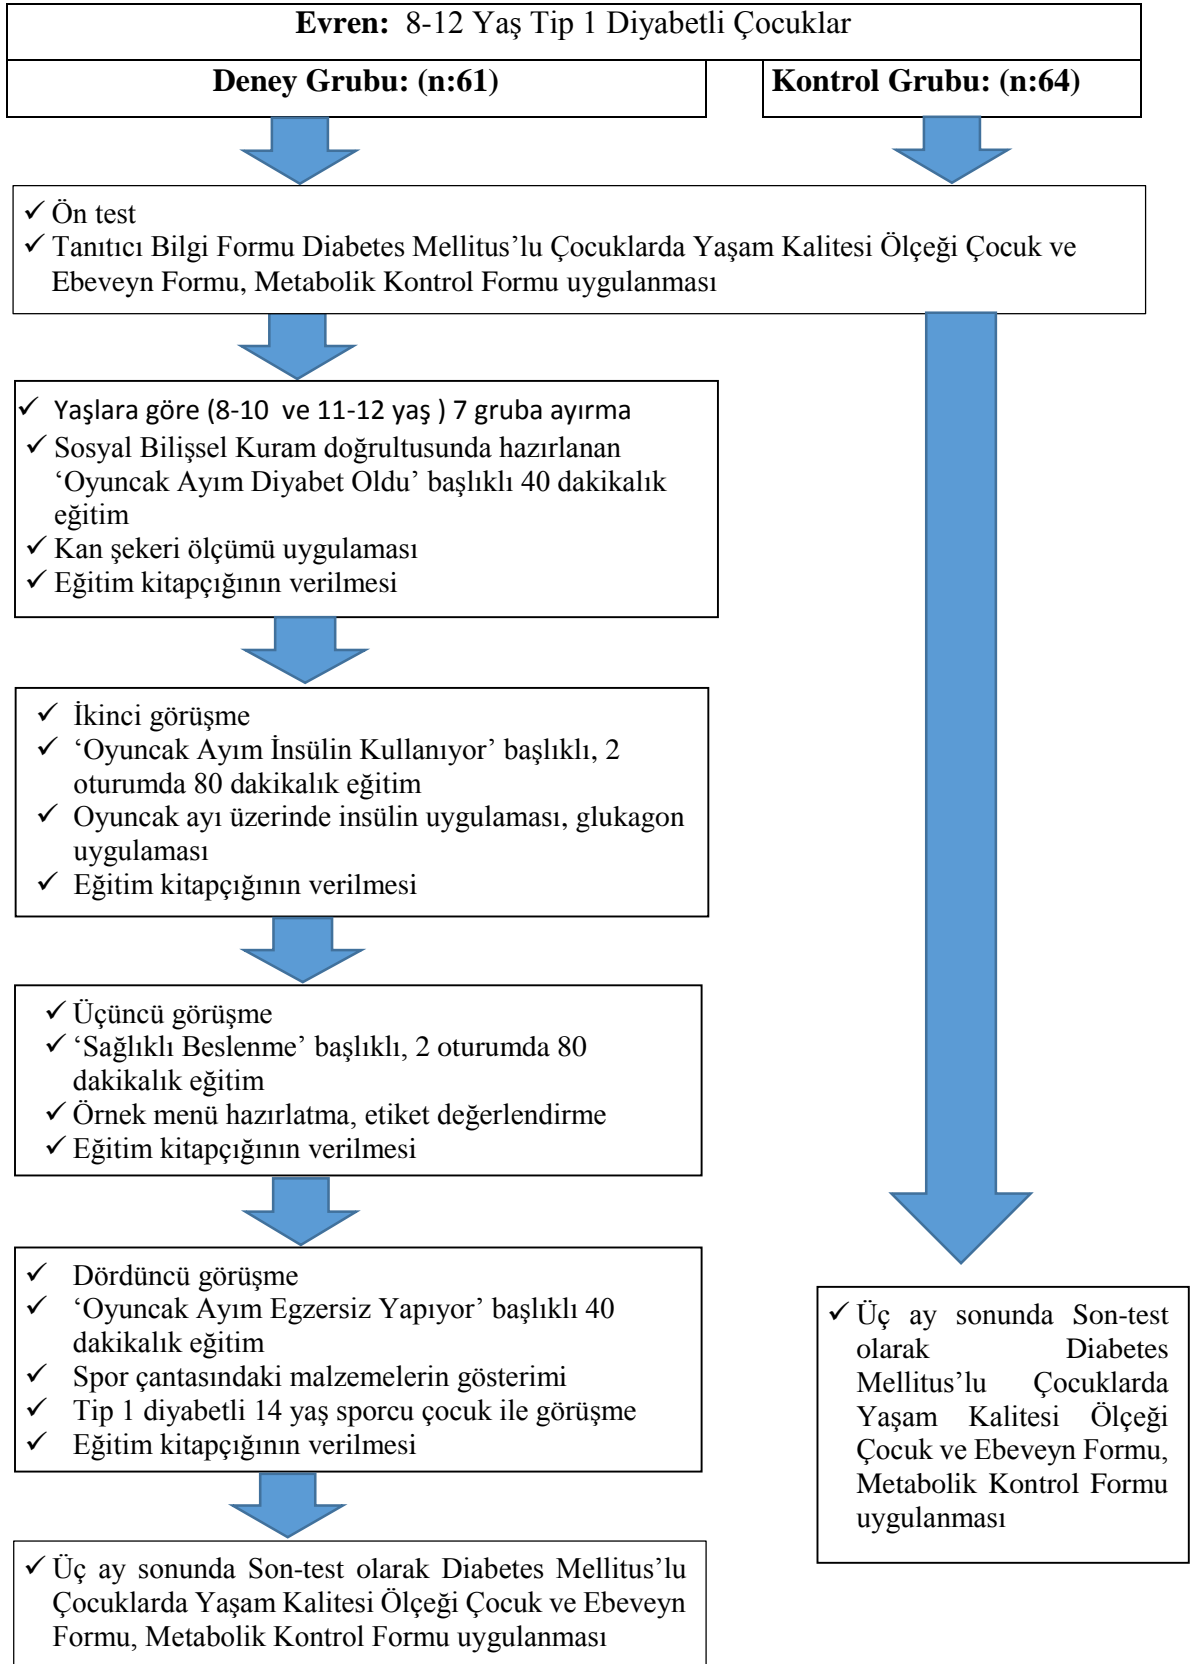 Evren: 8-12 Yaş Tip 1 Diyabetli Çocuklar
Deney Grubu: (n:61)
Kontrol Grubu: (n:64)
✓ Ön test
✓ Tanıtıcı Bilgi Formu Diabetes Mellitus’lu Çocuklarda Yaşam Kalitesi Ölçeği Çocuk ve
Ebeveyn Formu, Metabolik Kontrol Formu uygulanması
✓ Yaşlara göre (8-10 ve 11-12 yaş ) 7 gruba ayırma
✓ Sosyal Bilişsel Kuram doğrultusunda hazırlanan
‘Oyuncak Ayım Diyabet Oldu’ başlıklı 40 dakikalık
eğitim
✓ Kan şekeri ölçümü uygulaması
✓ Eğitim kitapçığının verilmesi
✓ İkinci görüşme
✓ ‘Oyuncak Ayım İnsülin Kullanıyor’ başlıklı, 2
oturumda 80 dakikalık eğitim
✓ Oyuncak ayı üzerinde insülin uygulaması, glukagon
uygulaması
✓ Eğitim kitapçığının verilmesi
✓ Üçüncü görüşme
✓ ‘Sağlıklı Beslenme’ başlıklı, 2 oturumda 80
dakikalık eğitim
✓ Örnek menü hazırlatma, etiket değerlendirme
✓ Eğitim kitapçığının verilmesi
✓ Dördüncü görüşme
✓ ‘Oyuncak Ayım Egzersiz Yapıyor’ başlıklı 40
dakikalık eğitim
✓ Spor çantasındaki malzemelerin gösterimi
✓ Tip 1 diyabetli 14 yaş sporcu çocuk ile görüşme
✓ Eğitim kitapçığının verilmesi
✓ Üç ay sonunda Son-test olarak Diabetes Mellitus’lu
Çocuklarda Yaşam Kalitesi Ölçeği Çocuk ve Ebeveyn
Formu, Metabolik Kontrol Formu uygulanması
✓ Üç ay sonunda Son-test
olarak Diabetes
Mellitus’lu Çocuklarda
Yaşam Kalitesi Ölçeği
Çocuk ve Ebeveyn Formu,
Metabolik Kontrol Formu
uygulanması